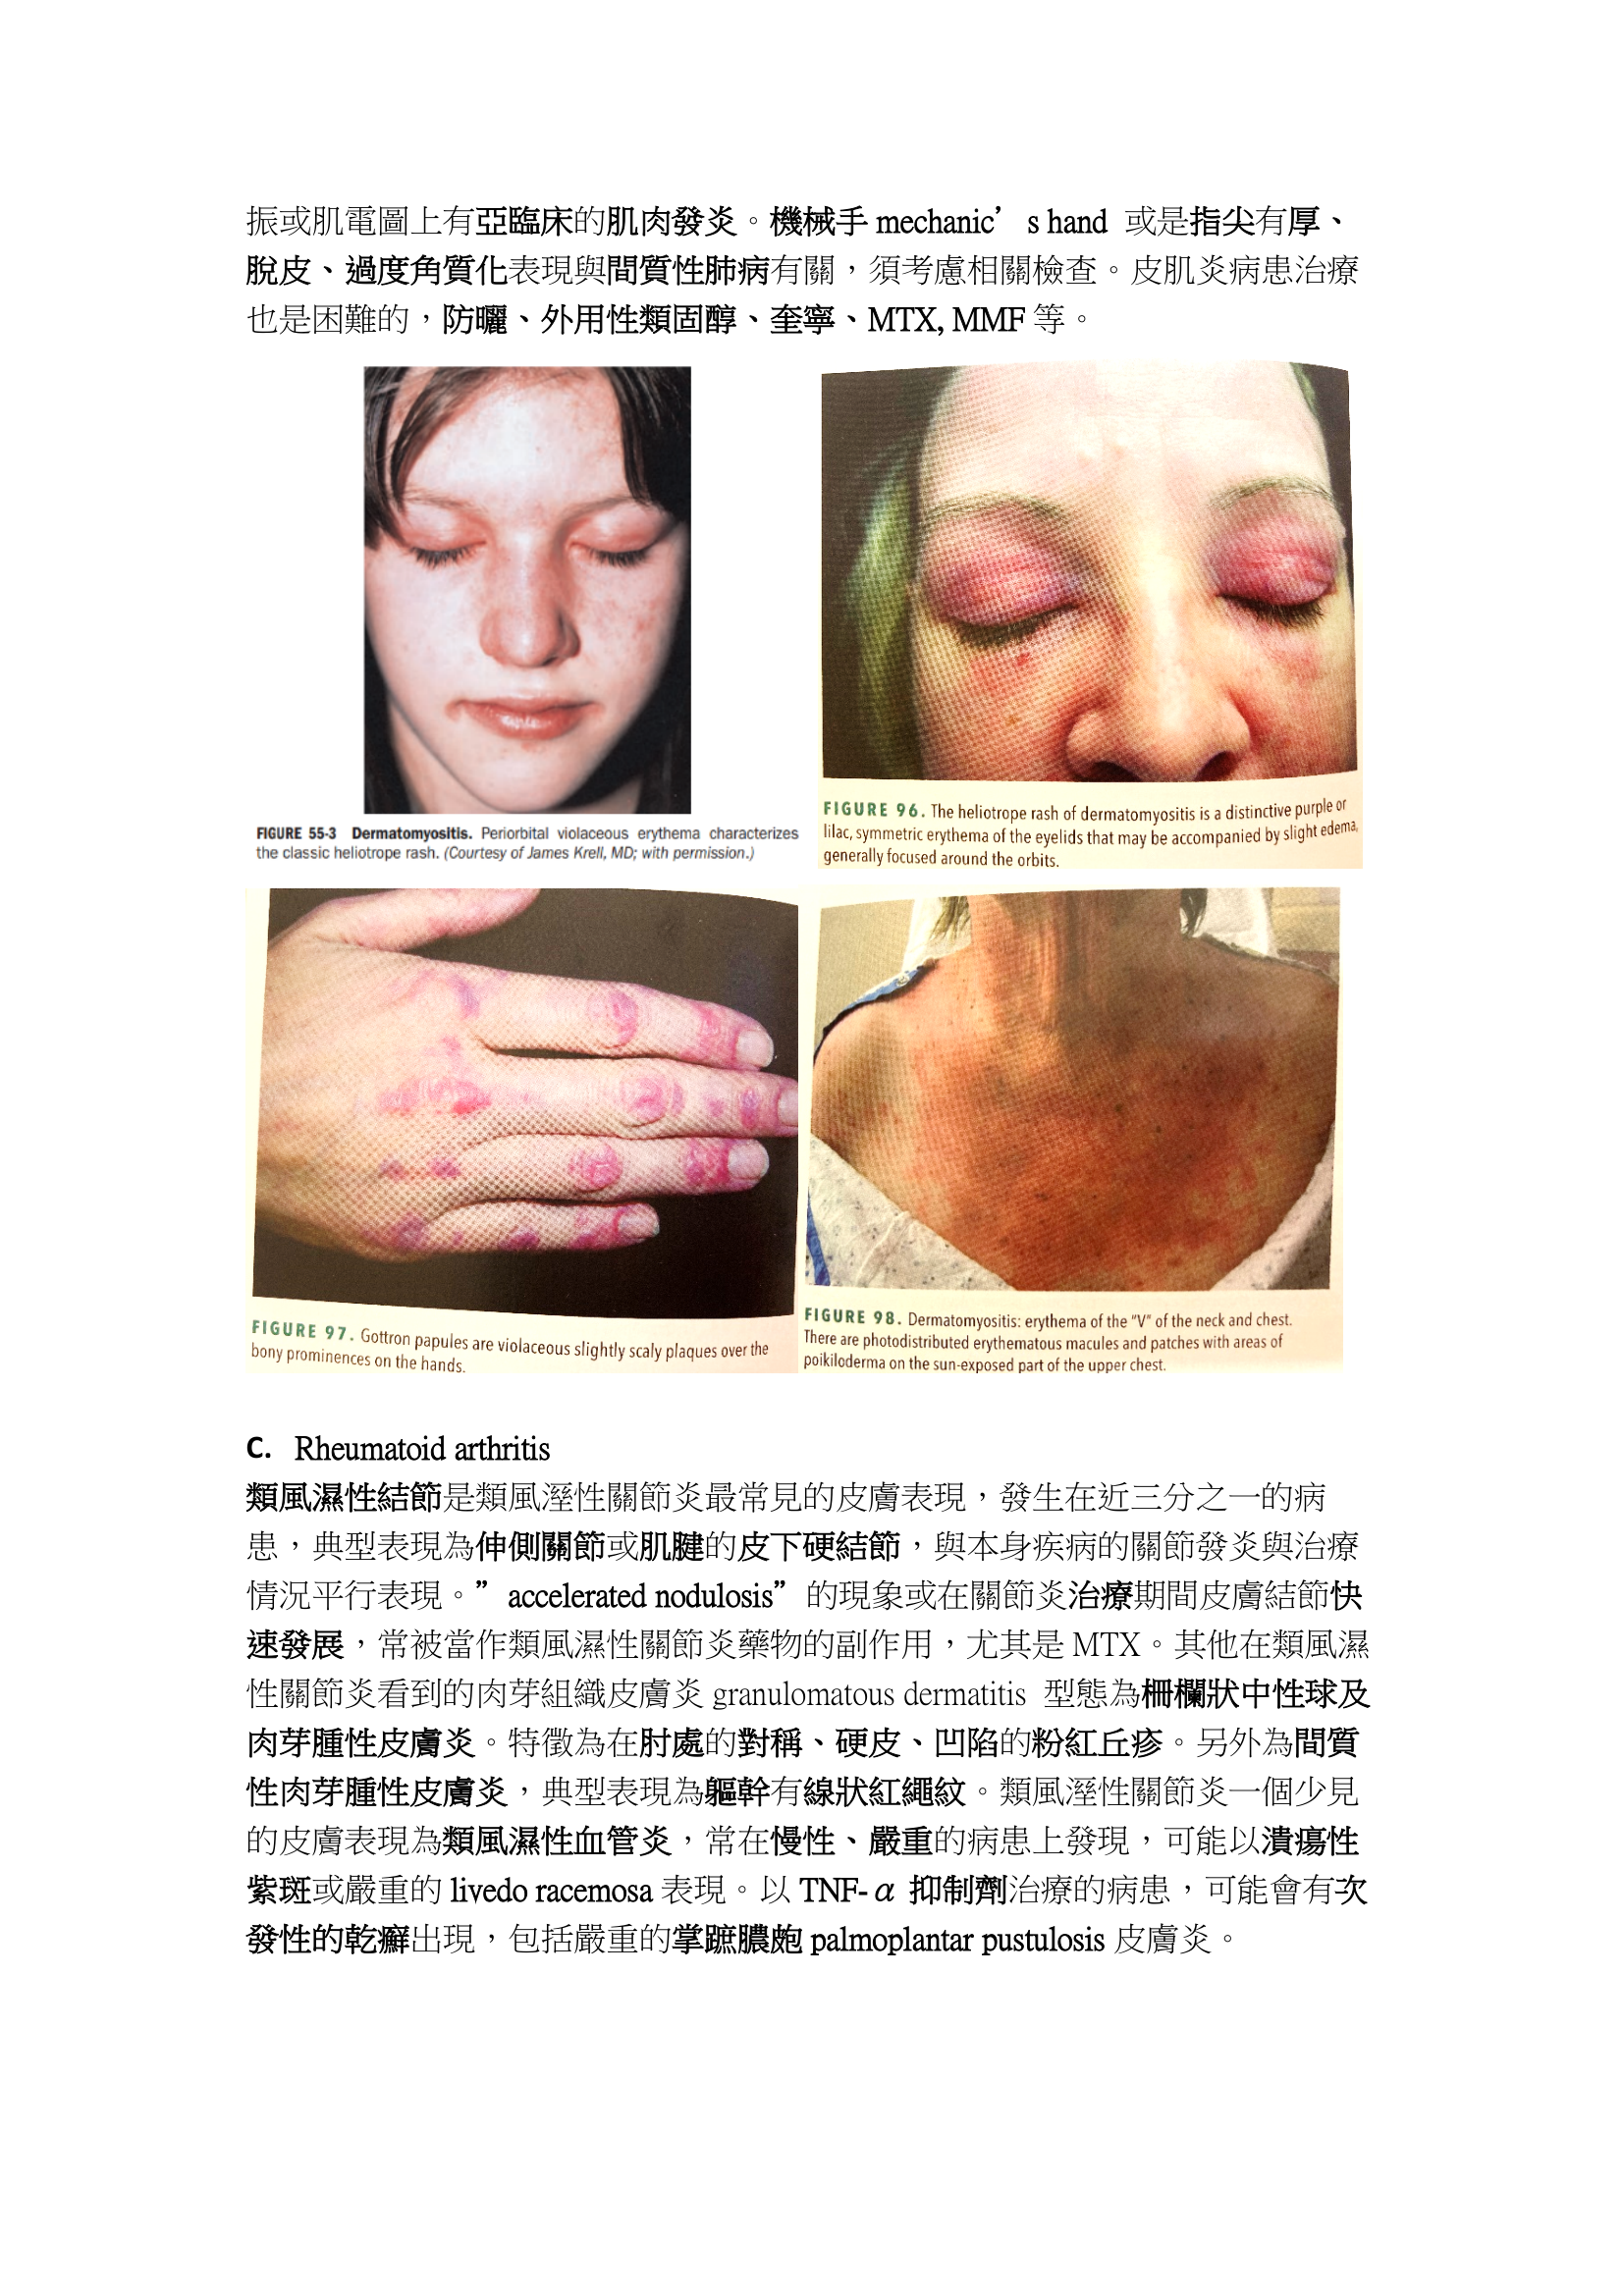 振或肌電圖上有亞臨床的肌肉發炎。機械手 mechanic’s hand 或是指尖有厚、
脫皮、過度角質化表現與間質性肺病有關，須考慮相關檢查。皮肌炎病患治療
也是困難的，防曬、外用性類固醇、奎寧、MTX, MMF 等。
FIGURE 55-3 Dermatomyositis. Periorbital violaceous erythema characterizes
the classic heliotrope rash. (Courtesy of James Krell, MD; with permission.)
FIGURE 96. The heliotrope rash of dermatomyositis is a distinctive purple or
lilac, symmetric erythema of the eyelids that may be accompanied by slight edema,
generally focused around the orbits.
FIGURE 97. Gottron papules are violaceous slightly scaly plaques over the
bony prominences on the hands.
FIGURE 98. Dermatomyositis: erythema of the "V" of the neck and chest.
There are photodistributed erythematous macules and patches with areas of
poikiloderma on the sun-exposed part of the upper chest.
C. Rheumatoid arthritis
類風濕性結節是類風溼性關節炎最常見的皮膚表現，發生在近三分之一的病
患，典型表現為伸側關節或肌腱的皮下硬結節，與本身疾病的關節發炎與治療
情況平行表現。”accelerated nodulosis”的現象或在關節炎治療期間皮膚結節快
速發展，常被當作類風濕性關節炎藥物的副作用，尤其是 MTX。其他在類風濕
性關節炎看到的肉芽組織皮膚炎 granulomatous dermatitis 型態為柵欄狀中性球及
肉芽腫性皮膚炎。特徵為在肘處的對稱、硬皮、凹陷的粉紅丘疹。另外為間質
性肉芽腫性皮膚炎，典型表現為軀幹有線狀紅繩紋。類風溼性關節炎一個少見
的皮膚表現為類風濕性血管炎，常在慢性、嚴重的病患上發現，可能以潰瘍性
紫斑或嚴重的 livedo racemosa 表現。以 TNF-α 抑制劑治療的病患，可能會有次
發性的乾癬出現，包括嚴重的掌蹠膿皰 palmoplantar pustulosis 皮膚炎。